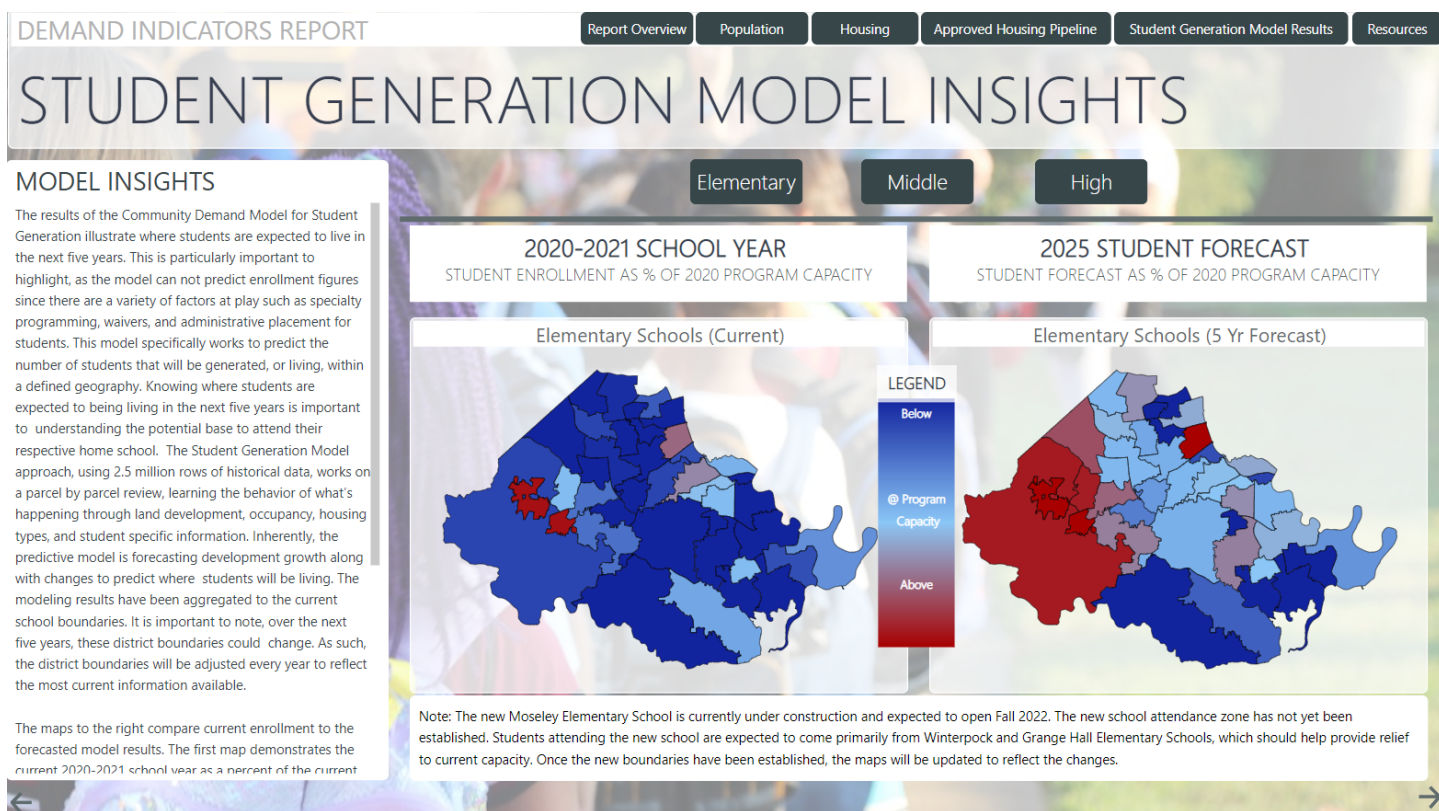 DEMAND INDICATORS REPORT
Report Overview
Population
Housing
Approved Housing Pipeline
Student Generation Model Results
Resources
STUDENT GENERATION MODEL INSIGHTS
MODEL INSIGHTS
The results of the Community Demand Model for Student
Generation illustrate where students are expected to live in
the next five years. This is particularly important to
highlight, as the model can not predict enrollment figures
since there are a variety of factors at play such as specialty
programming, waivers, and administrative placement for
students. This model specifically works to predict the
number of students that will be generated, or living, within
a defined geography. Knowing where students are
expected to being living in the next five years is important
to  understanding the potential base to attend their
respective home school.  The Student Generation Model
approach, using 2.5 million rows of historical data, works on
a parcel by parcel review, learning the behavior of what's
happening through land development, occupancy, housing
types, and student specific information. Inherently, the
predictive model is forecasting development growth along
with changes to predict where  students will be living. The
modeling results have been aggregated to the current
school boundaries. It is important to note, over the next
five years, these district boundaries could  change. As such,
the district boundaries will be adjusted every year to reflect
the most current information available.
The maps to the right compare current enrollment to the
forecasted model results. The first map demonstrates the
current 2020-2021 school year as a percent of the current
Elementary
Middle
High
2020-2021 SCHOOL YEAR
STUDENT ENROLLMENT AS % OF 2020 PROGRAM CAPACITY
2025 STUDENT FORECAST
STUDENT FORECAST AS % OF 2020 PROGRAM CAPACITY
Elementary Schools (Current)
Elementary Schools (5 Yr Forecast)
LEGEND
Below
@ Program
Capacity
Above
Note: The new Moseley Elementary School is currently under construction and expected to open Fall 2022. The new school attendance zone has not yet been
established. Students attending the new school are expected to come primarily from Winterpock and Grange Hall Elementary Schools, which should help provide relief
to current capacity. Once the new boundaries have been established, the maps will be updated to reflect the changes.